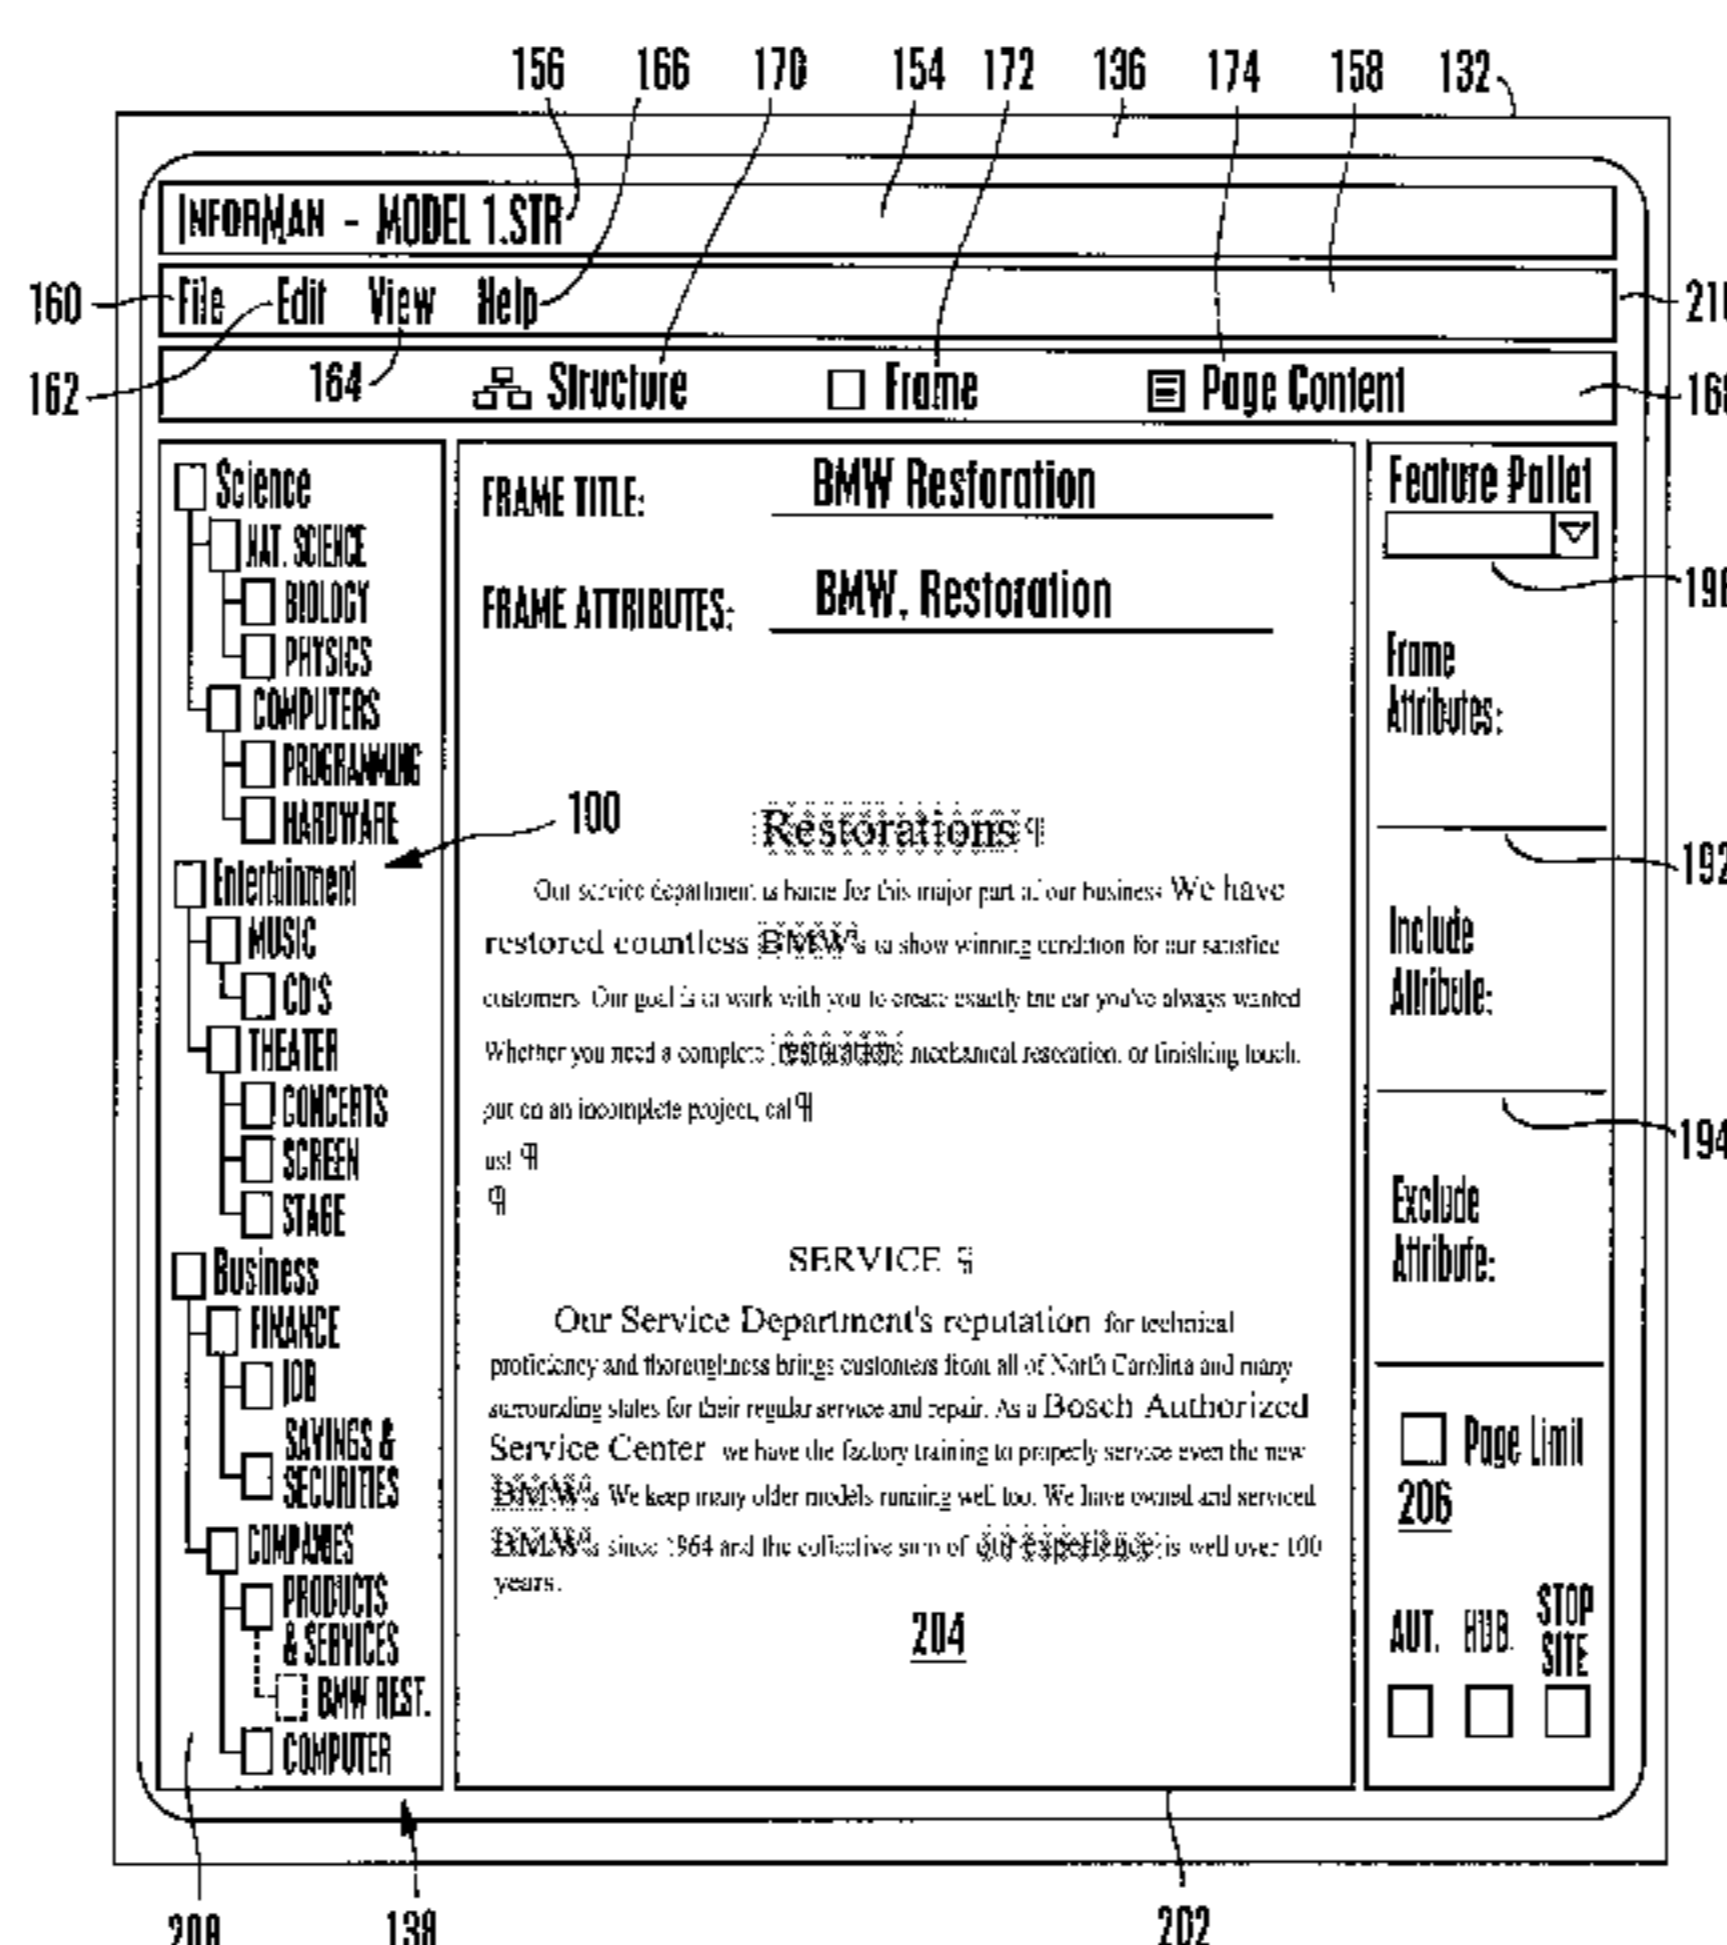 156 166 170 154 172 136 174 158 132
INFORMAN - MODEL 1.STR
160 File Edit View Help
162 164 Structure Frame Page Content
Science
NAT. SCIENCE
BIOLOGY
PHYSICS
COMPUTERS
PROGRAMMING
HARDWARE
100
Entertainment
MUSIC
CD'S
THEATER
CONCERTS
SCREEN
STAGE
Business
FINANCE
JOB
SAVINGS &
SECURITIES
COMPANIES
PRODUCTS
& SERVICES
BMW REST.
COMPUTER
FRAME TITLE: BMW Restoration
FRAME ATTRIBUTES: BMW, Restoration
Restorations ¶
Our service department is home for this major part of our business We have
restored countless BMW's to show winning condition for our satisfice
customers. Our goal is to work with you to create exactly the car you've always wanted
Whether you need a complete restoration, mechanical resoration, or finishing touch.
put on an incomplete project, cal ¶
us! ¶
¶
SERVICE ¶
Our Service Department's reputation for technical
proficiency and thoroughness brings customers from all of North Carolina and many
surrounding states for their regular service and repair. As a Bosch Authorized
Service Center we have the factory training to properly service even the new
BMW's. We keep many older models running well too. We have owned and serviced
BMW's since 1964 and the collective sum of our experience is well over 100
years.
204
Feature Pallet
Frame
Attributes:
192
Include
Attribute:
194
Exclude
Attribute:
Page Limit
206
AUT. HUB. STOP
SITE
138 202